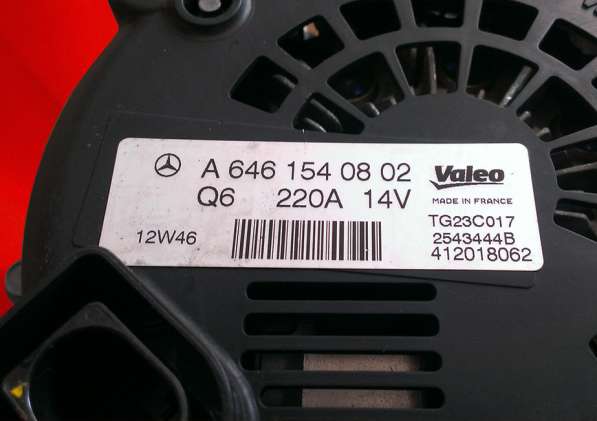 A 646 154 08 02
Q6 220A 14V
12W46
Valeo
MADE IN FRANCE
TG23C017
2543444B
412018062